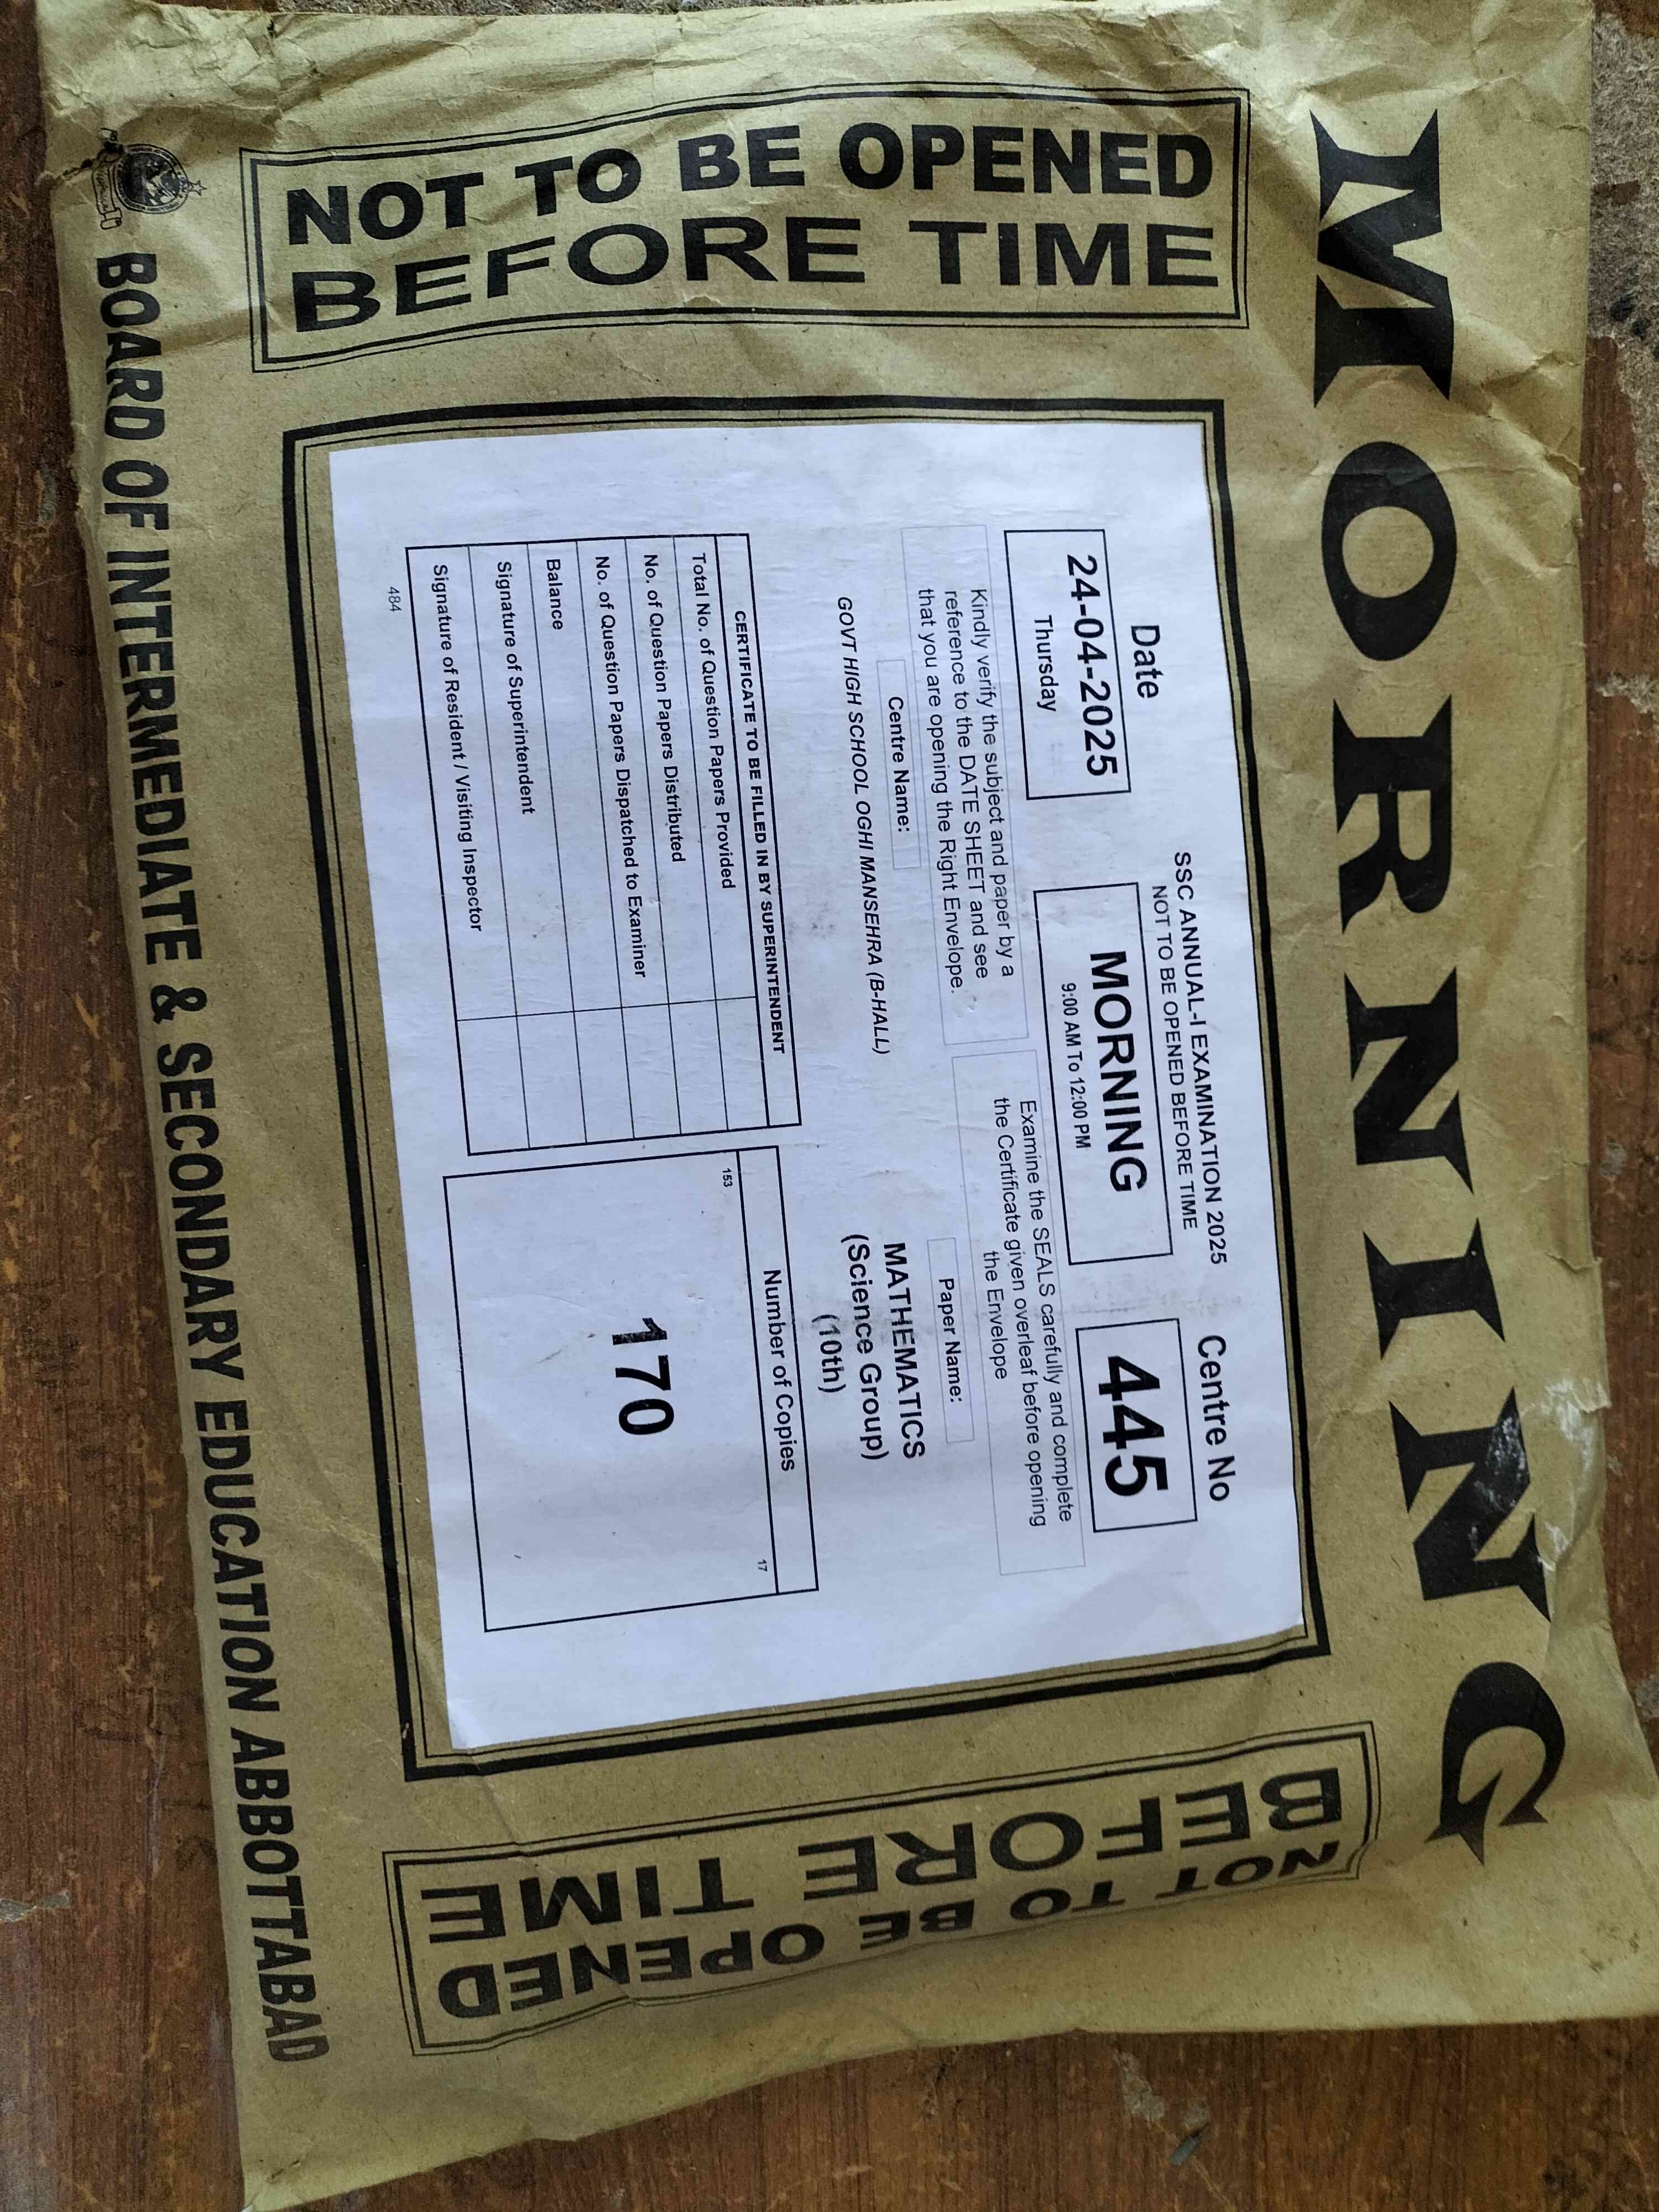 MORNING
NOT TO BE OPENED
BEFORE TIME
SSC ANNUAL-I EXAMINATION 2025
NOT TO BE OPENED BEFORE TIME
Date
24-04-2025
Thursday
MORNING
9:00 AM To 12:00 PM
Centre No
445
Kindly verify the subject and paper by a
reference to the DATE SHEET and see
that you are opening the Right Envelope.
Examine the SEALS carefully and complete
the Certificate given overleaf before opening
the Envelope
Centre Name:
GOVT HIGH SCHOOL OGHI MANSEHRA (B-HALL)
Paper Name:
MATHEMATICS
(Science Group)
(10th)
CERTIFICATE TO BE FILLED IN BY SUPERINTENDENT
Total No. of Question Papers Provided
No. of Question Papers Distributed
No. of Question Papers Dispatched to Examiner
Balance
Signature of Superintendent
Signature of Resident / Visiting Inspector
484
Number of Copies
153
17
170
NOT TO BE OPENED
BEFORE TIME
BOARD OF INTERMEDIATE & SECONDARY EDUCATION ABBOTTABAD